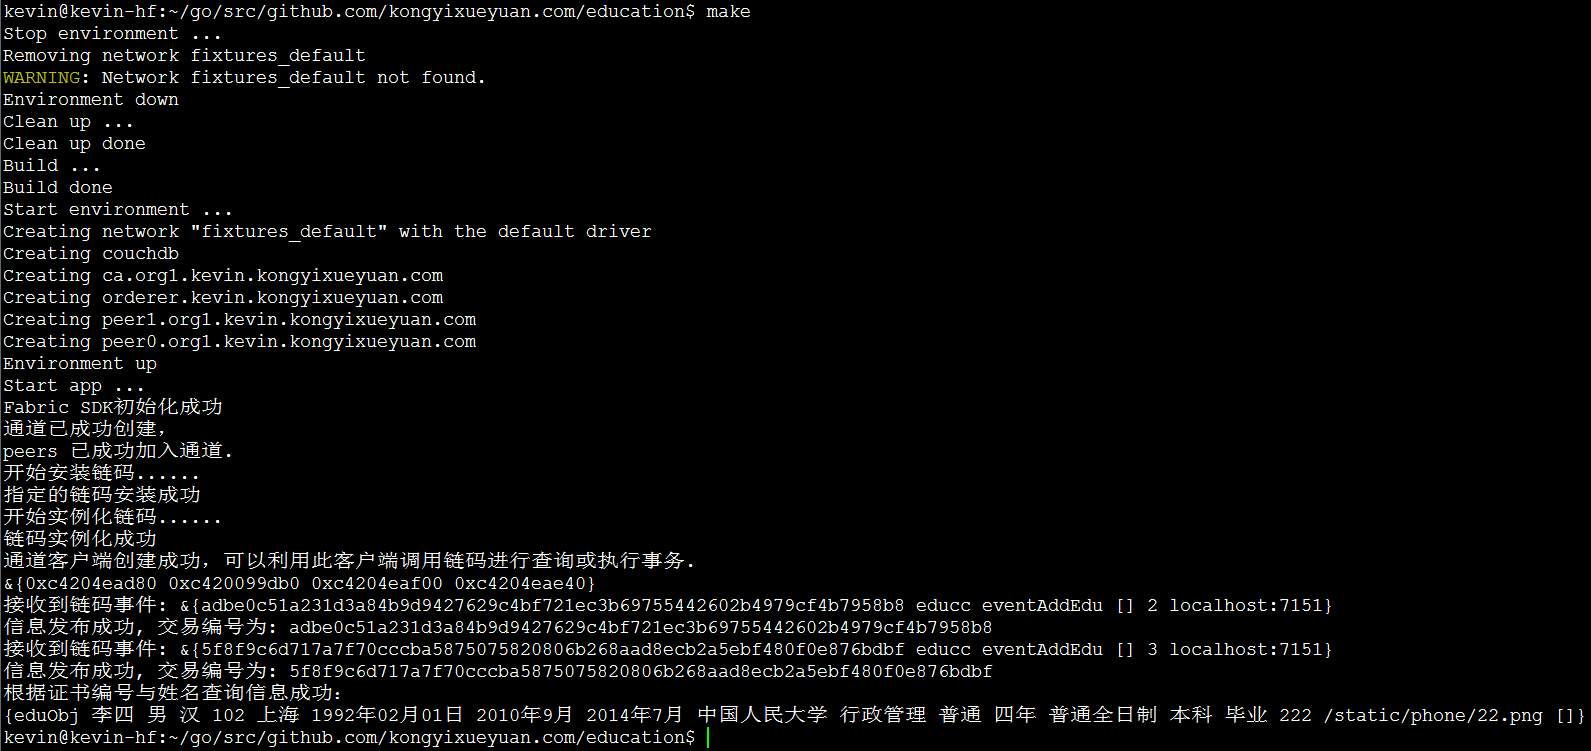 kevin@kevin-hf:~/go/src/github.com/kongyixueyuan.com/education$ make
Stop environment ...
Removing network fixtures_default
WARNING: Network fixtures_default not found.
Environment down
Clean up ...
Clean up done
Build ...
Build done
Start environment ...
Creating network "fixtures_default" with the default driver
Creating couchdb
Creating ca.org1.kevin.kongyixueyuan.com
Creating orderer.kevin.kongyixueyuan.com
Creating peer1.org1.kevin.kongyixueyuan.com
Creating peer0.org1.kevin.kongyixueyuan.com
Environment up
Start app ...
Fabric SDK初始化成功
通道已成功创建，
peers 已成功加入通道.
开始安装链码......
指定的链码安装成功
开始实例化链码......
链码实例化成功
通道客户端创建成功，可以利用此客户端调用链码进行查询或执行事务.
&{0xc4204ead80 0xc420099db0 0xc4204eaf00 0xc4204eae40}
接收到链码事件: &{adbe0c51a231d3a84b9d9427629c4bf721ec3b69755442602b4979cf4b7958b8 educc eventAddEdu [] 2 localhost:7151}
信息发布成功, 交易编号为: adbe0c51a231d3a84b9d9427629c4bf721ec3b69755442602b4979cf4b7958b8
接收到链码事件: &{5f8f9c6d717a7f70cccba5875075820806b268aad8ecb2a5ebf480f0e876bdbf educc eventAddEdu [] 3 localhost:7151}
信息发布成功, 交易编号为: 5f8f9c6d717a7f70cccba5875075820806b268aad8ecb2a5ebf480f0e876bdbf
根据证书编号与姓名查询信息成功：
{eduObj 李四 男 汉 102 上海 1992年02月01日 2010年9月 2014年7月 中国人民大学 行政管理 普通 四年 普通全日制 本科 毕业 222 /static/phone/22.png []}
kevin@kevin-hf:~/go/src/github.com/kongyixueyuan.com/education$